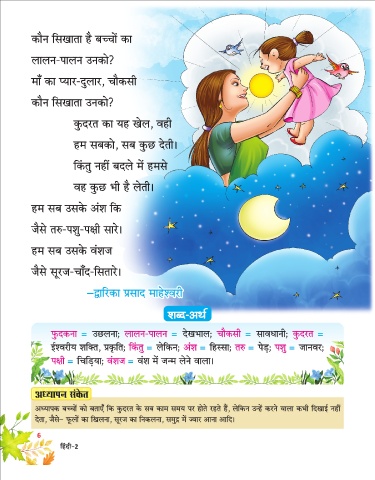 कौन सिखाता है बच्चों का
लालन-पालन उनको?
माँ का प्यार-दुलार, चौकसी
कौन सिखाता उनको?
कुदरत का यह खेल, वही
हम सबको, सब कुछ देती।
किंतु नहीं बदले में हमसे
वह कुछ भी है लेती।
हम सब उसके अंश कि
जैसे तरु-पशु-पक्षी सारे।
हम सब उसके वंशज
जैसे सूरज-चाँद-सितारे।
–द्वारिका प्रसाद माहेश्वरी
शब्द-अर्थ
फुदकना = उछलना; लालन-पालन = देखभाल; चौकसी = सावधानी; कुदरत =
ईश्वरीय शक्ति, प्रकृति; किंतु = लेकिन; अंश = हिस्सा; तरु = पेड़; पशु = जानवर;
पक्षी = चिड़िया; वंशज = वंश में जन्म लेने वाला।
अध्यापन संकेत
अध्यापक बच्चों को बताएँ कि कुदरत के सब काम समय पर होते रहते हैं, लेकिन उन्हें करने वाला कभी दिखाई नहीं
देता, जैसे– फूलों का खिलना, सूरज का निकलना, समुद्र में ज्वार आना आदि।
6
हिंदी-2